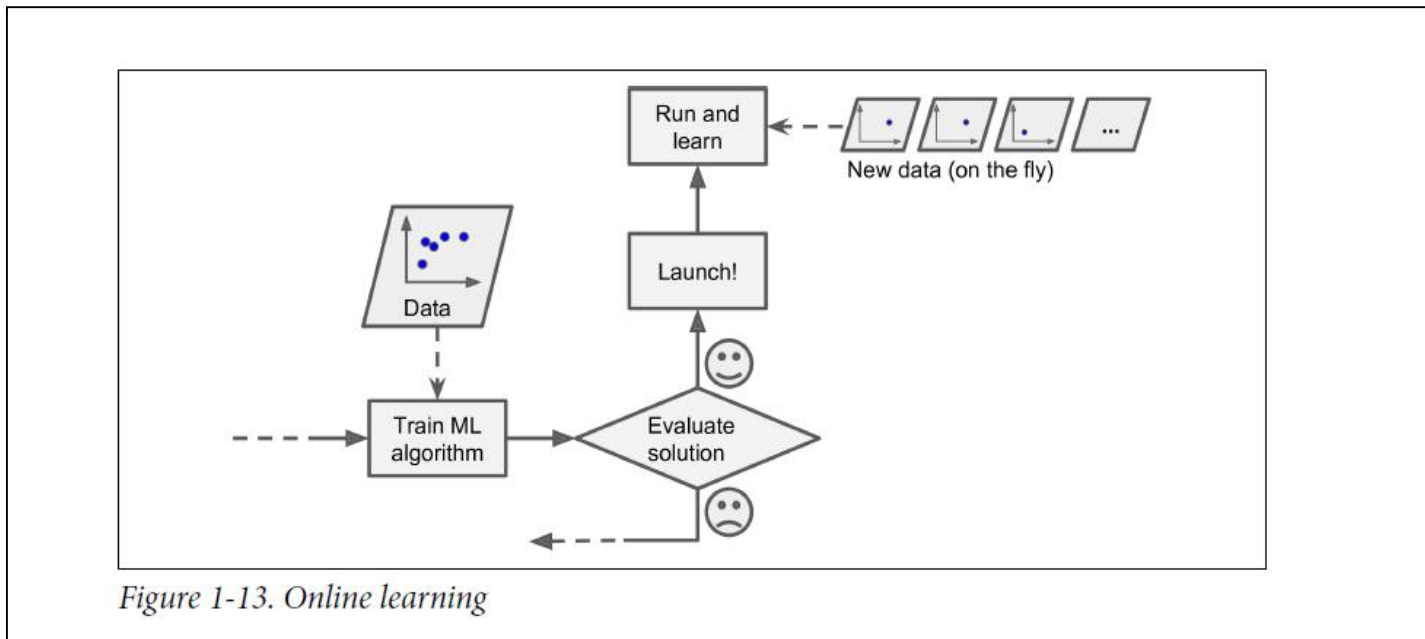 Run and
learn
...
New data (on the fly)
Launch!
Data
Train ML
algorithm
Evaluate
solution
Figure 1-13. Online learning